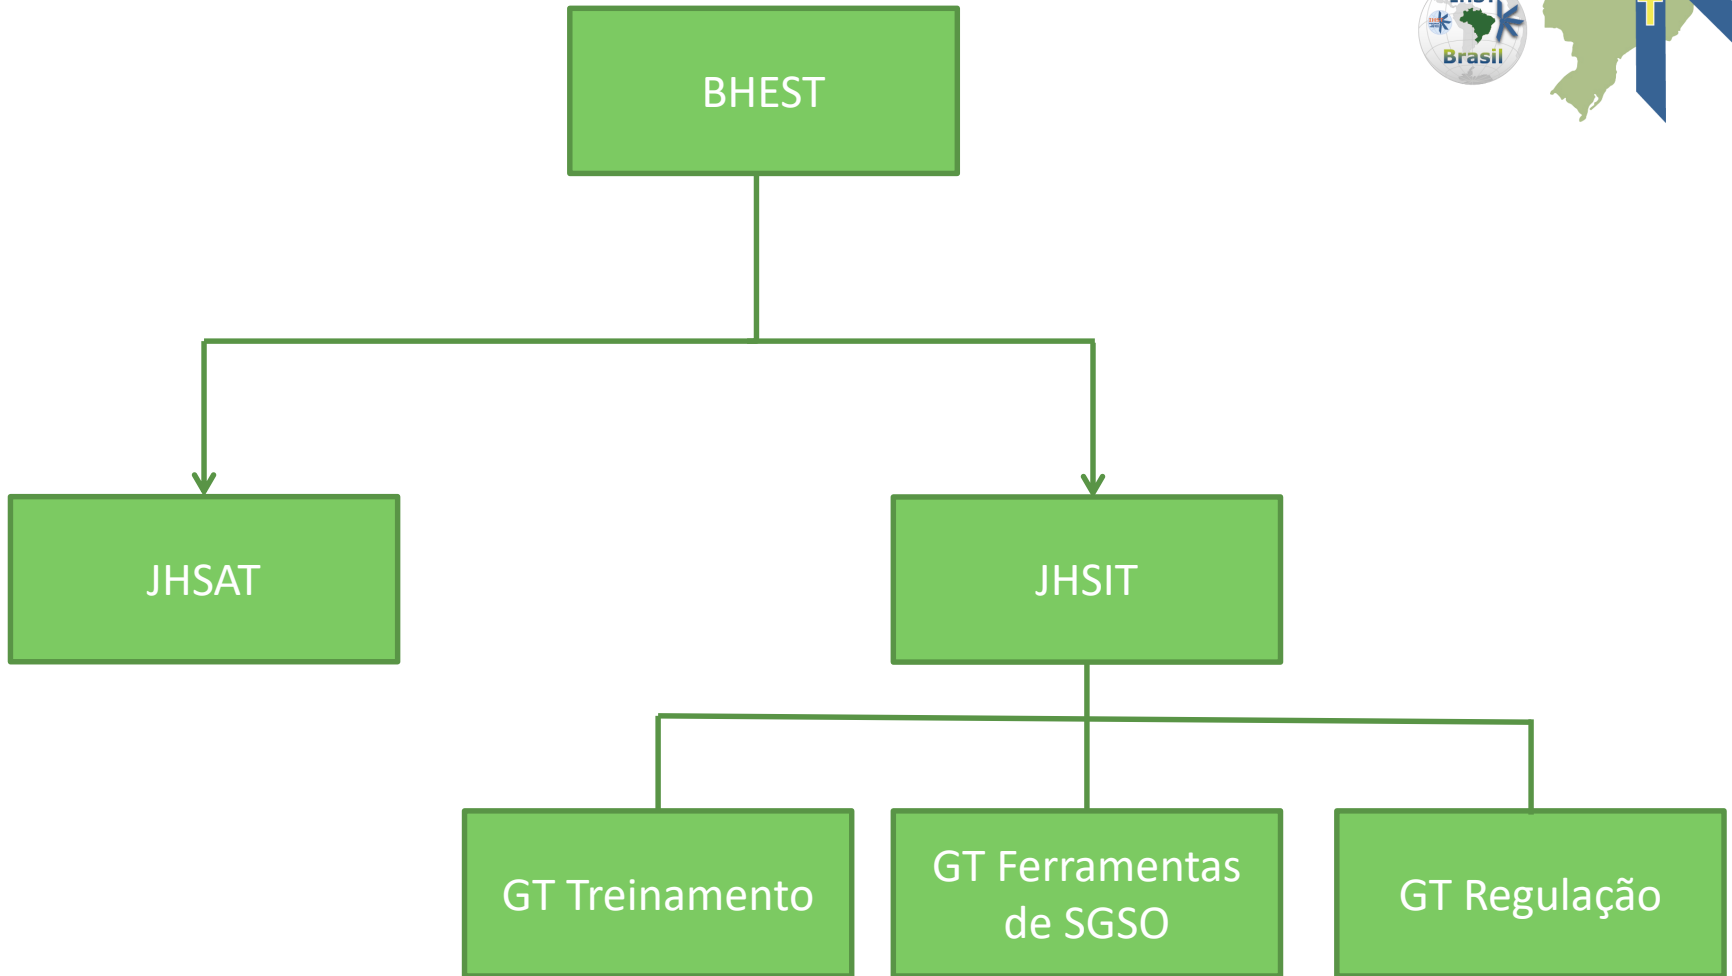 Brasil
T
BHEST
JHSAT
JHSIT
GT Treinamento
GT Ferramentas
de SGSO
GT Regulação